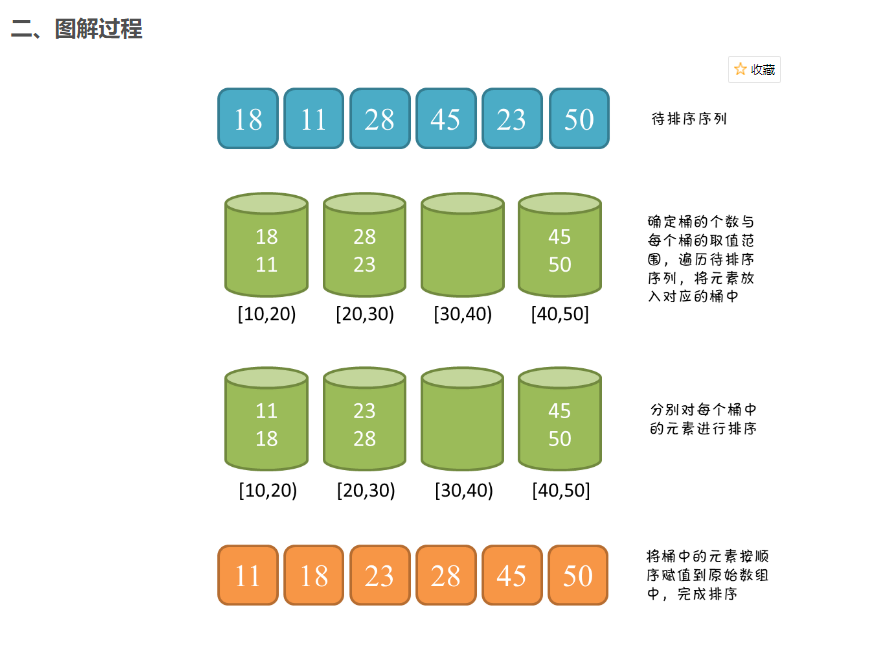 二、图解过程
收藏
18 11 28 45 23 50
待排序序列
18 28 45
11 23 50
[10,20) [20,30) [30,40) [40,50]
确定桶的个数与
每个桶的取值范
围，遍历待排序
序列，将元素放
入对应的桶中
11 23 45
18 28 50
[10,20) [20,30) [30,40) [40,50]
分别对每个桶中
的元素进行排序
11 18 23 28 45 50
将桶中的元素按顺
序赋值到原始数组
中，完成排序